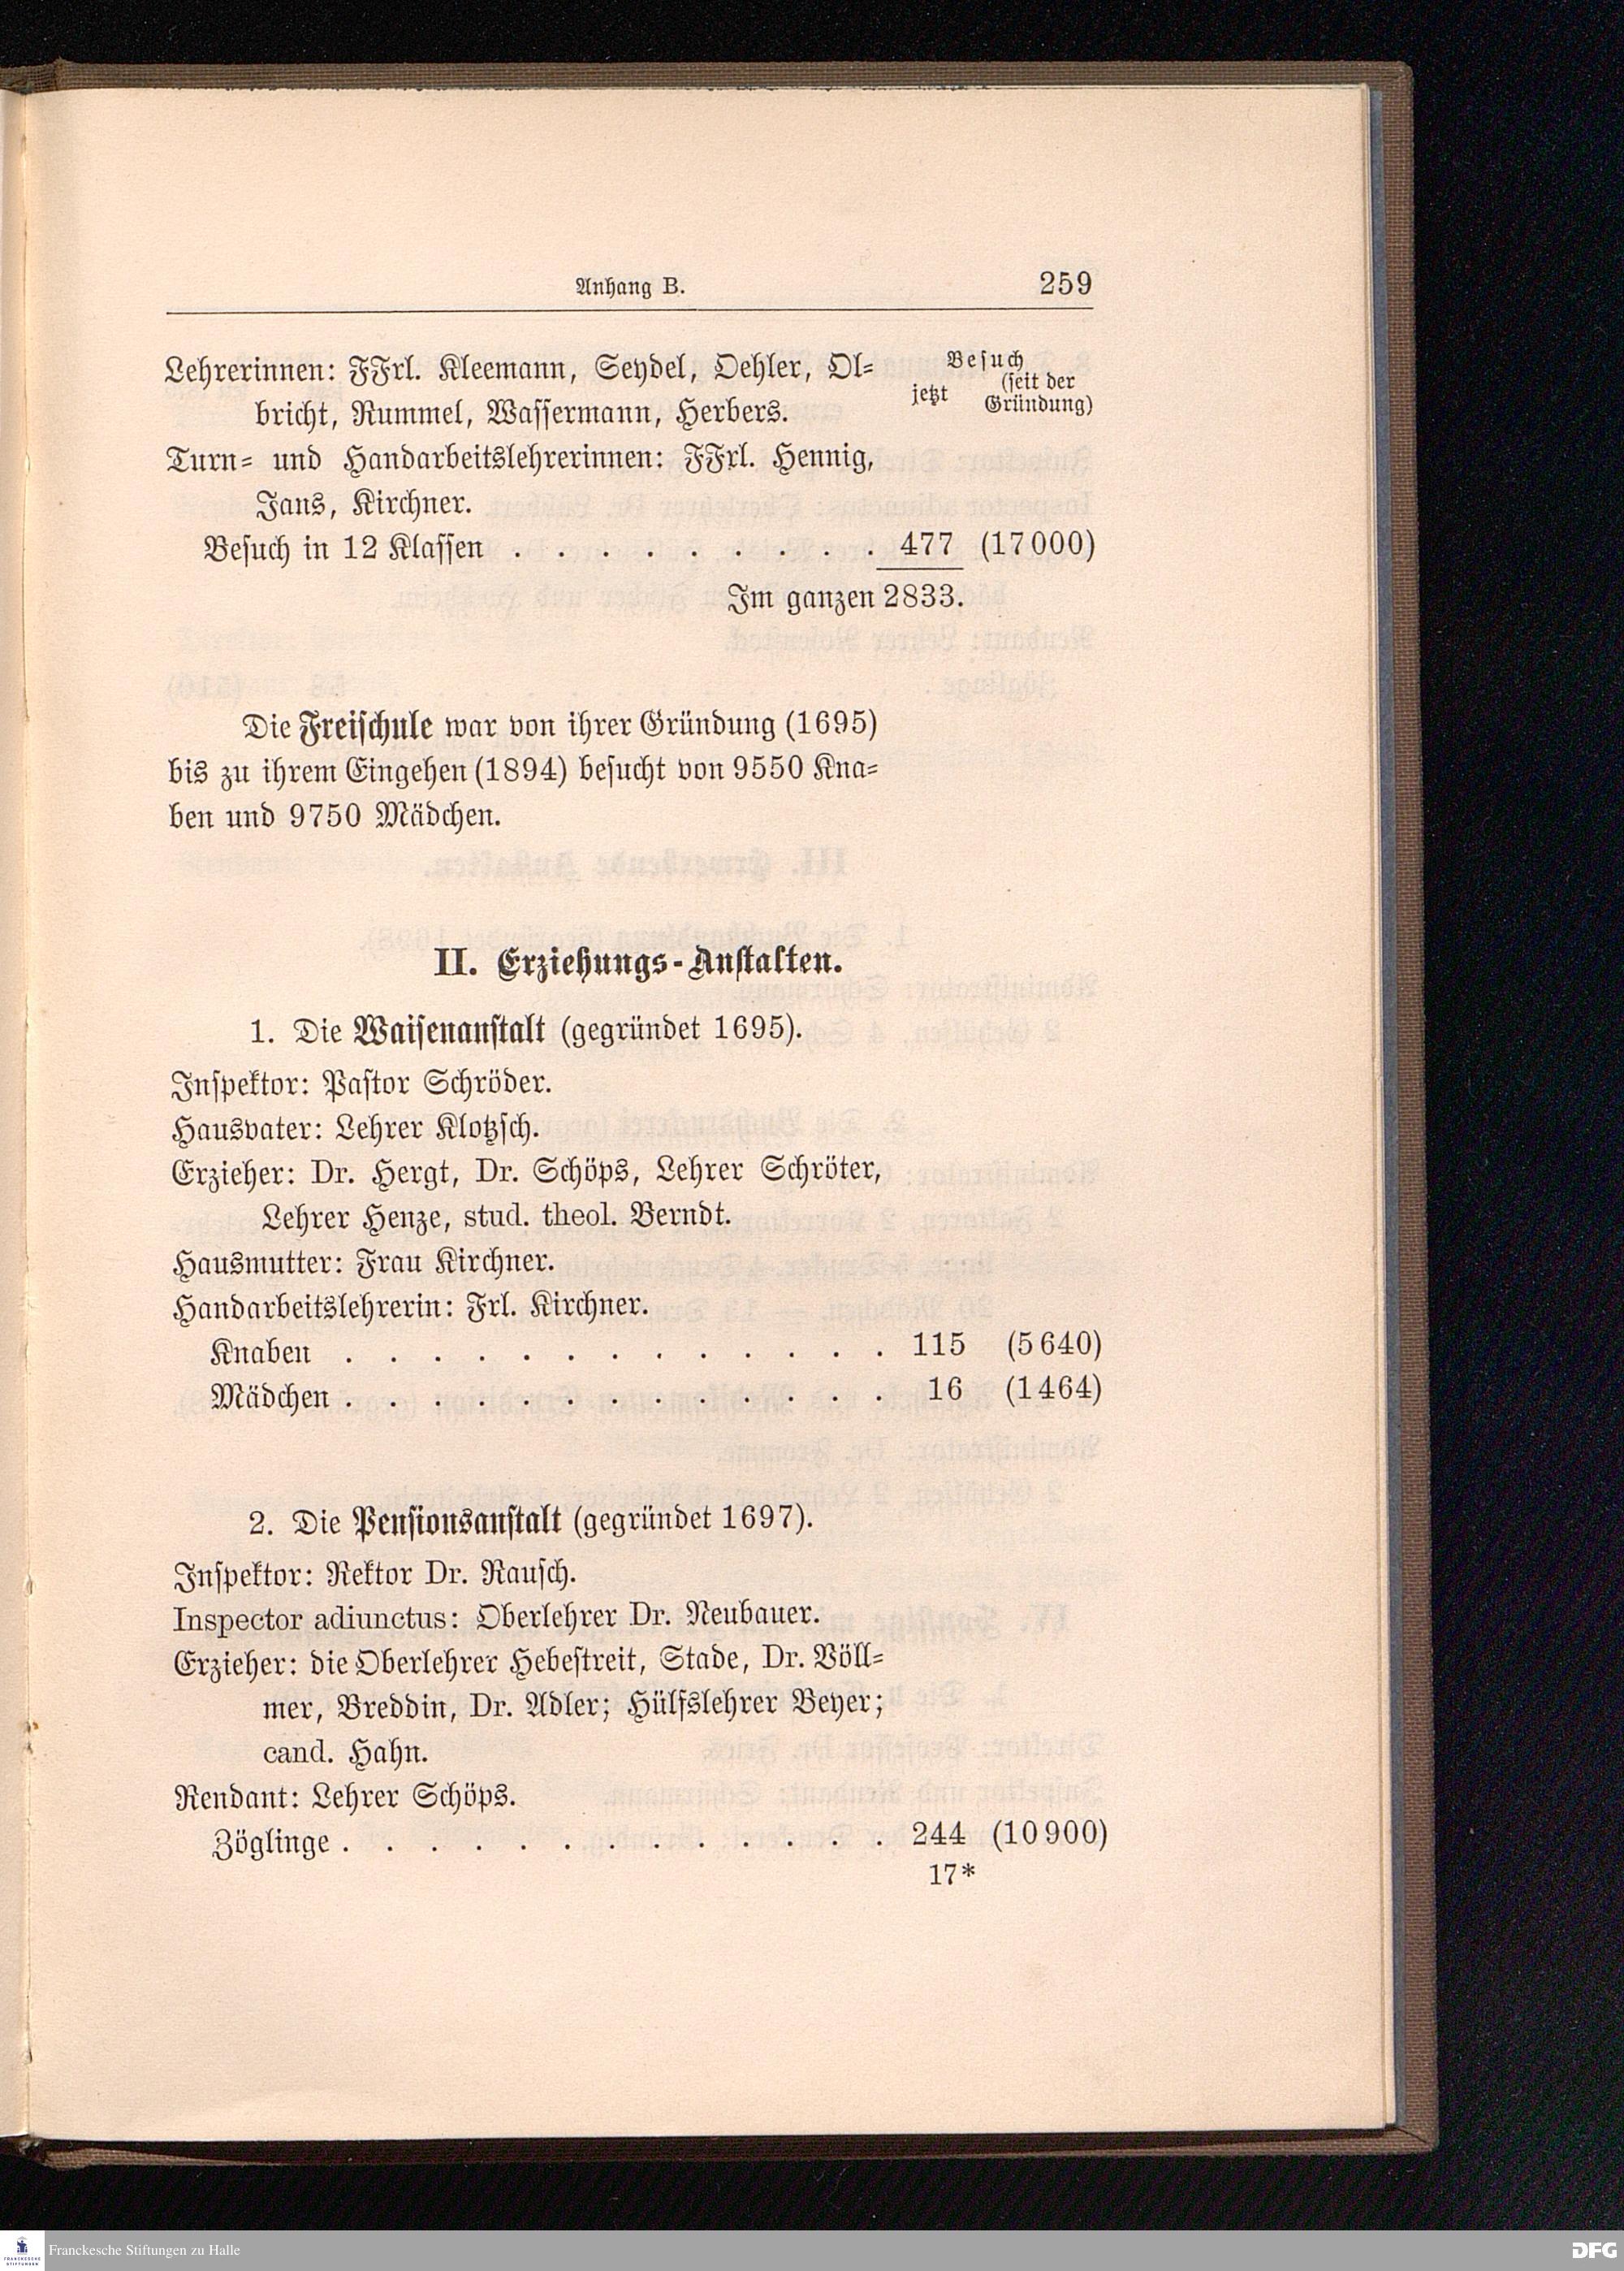 Anhang B. 259
Lehrerinnen: FFrl. Kleemann, Seydel, Oehler, Ol-
bricht, Rummel, Wassermann, Herbers.
Besuch
jetzt (seit der
Gründung)
Turn- und Handarbeitslehrerinnen: FFrl. Hennig,
Jans, Kirchner.
Besuch in 12 Klassen . . . . . . . . . 477 (17000)
Im ganzen 2833.
Die Freischule war von ihrer Gründung (1695)
bis zu ihrem Eingehen (1894) besucht von 9550 Kna-
ben und 9750 Mädchen.
II. Erziehungs-Anstalten.
1. Die Waisenanstalt (gegründet 1695).
Inspektor: Pastor Schröder.
Hausvater: Lehrer Klotzsch.
Erzieher: Dr. Hergt, Dr. Schöps, Lehrer Schröter,
Lehrer Henze, stud. theol. Berndt.
Hausmutter: Frau Kirchner.
Handarbeitslehrerin: Frl. Kirchner.
Knaben . . . . . . . . . . . . . 115 (5640)
Mädchen . . . . . . . . . . . . . 16 (1464)
2. Die Pensionsanstalt (gegründet 1697).
Inspektor: Rektor Dr. Rausch.
Inspector adiunctus: Oberlehrer Dr. Neubauer.
Erzieher: die Oberlehrer Hebestreit, Stade, Dr. Völl-
mer, Breddin, Dr. Adler; Hülfslehrer Beyer;
cand. Hahn.
Rendant: Lehrer Schöps.
Zöglinge . . . . . . . . . . . . . 244 (10900)
17*
FRANCKESCHE
STIFTUNGEN
Franckesche Stiftungen zu Halle
DFG